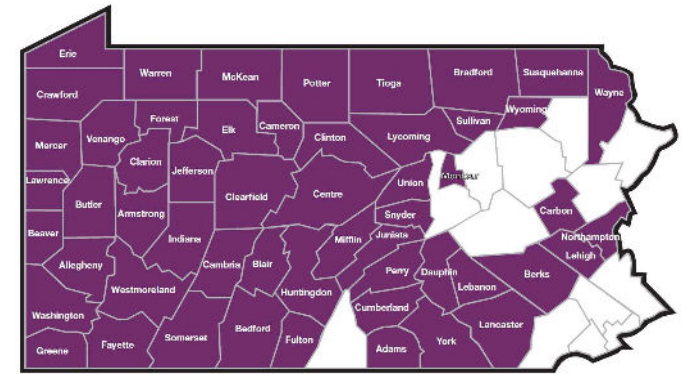 Erie
Warren
McKean
Potter
Tioga
Bradford
Susquehanna
Wayne
Crawford
Wyoming
Forest
Elk
Cameron
Sullivan
Lycoming
Clinton
Mercer
Venango
Clarion
Jefferson
Lawrence
Clearfield
Centre
Union
Montour
Butler
Armstrong
Snyder
Carbon
Beaver
Indiana
Mifflin
Juniata
Northampton
Lehigh
Allegheny
Cambria
Blair
Perry
Dauphin
Berks
Westmoreland
Huntingdon
Lebanon
Washington
Cumberland
Bedford
Lancaster
Greene
Fayette
Somerset
Fulton
Adams
York